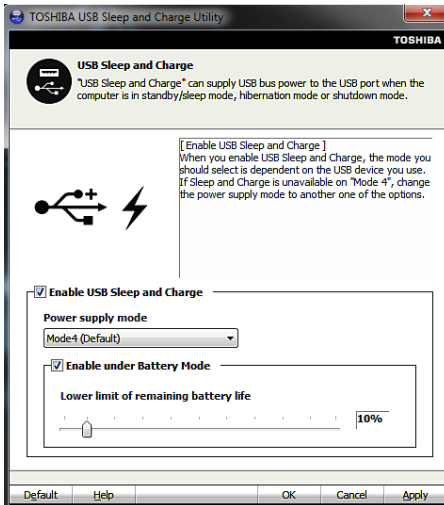 TOSHIBA USB Sleep and Charge Utility
TOSHIBA
USB Sleep and Charge
"USB Sleep and Charge" can supply USB bus power to the USB port when the
computer is in standby/sleep mode, hibernation mode or shutdown
mode.
[ Enable USB Sleep and Charge ]
When you enable USB Sleep and Charge, the mode you
should select is dependent on the USB device you use.
If Sleep and Charge is unavailable on "Mode 4", change
the power supply mode to another one of the options.
Enable USB Sleep and Charge
Power supply mode
Mode4 (Default)
Enable under Battery Mode
Lower limit of remaining battery life
10%
Default Help OK Cancel Apply